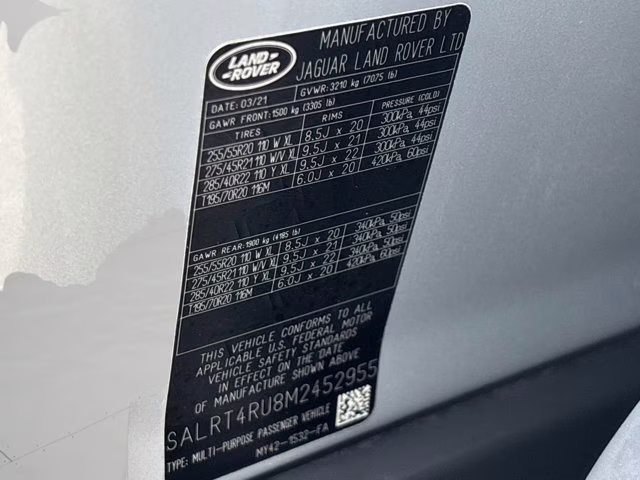 LAND
ROVER
MANUFACTURED BY
JAGUAR LAND ROVER LTD
DATE: 03/21 GVWR: 3210 kg (7075 lb)
GAWR FRONT: 1500 kg (3305 lb)
TIRES RIMS PRESSURE (COLD)
255/55R20 110 W XL 8.5J x 20 300kPa, 44psi
275/45R21 110 W/V XL 9.5J x 21 300kPa, 44psi
285/40R22 110 Y XL 9.5J x 22 300kPa, 44psi
T195/70R20 116M 6.0J x 20 420kPa, 60psi
GAWR REAR: 1900 kg (4185 lb)
255/55R20 110 W XL 8.5J x 20 340kPa, 50psi
275/45R21 110 W/V XL 9.5J x 21 340kPa, 50psi
285/40R22 110 Y XL 9.5J x 22 340kPa, 50psi
T195/70R20 116M 6.0J x 20 420kPa, 60psi
THIS VEHICLE CONFORMS TO ALL
APPLICABLE U.S. FEDERAL MOTOR
VEHICLE SAFETY STANDARDS
IN EFFECT ON THE DATE
OF MANUFACTURE SHOWN ABOVE
SALRT4RU8M2452955
TYPE: MULTI-PURPOSE PASSENGER VEHICLE
MY42-1532-FA